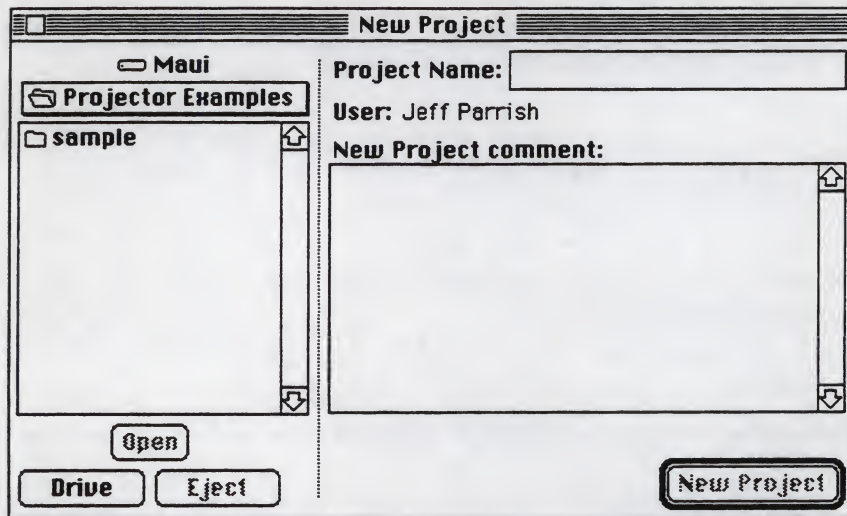 New Project
Maui
Projector Examples
sample
Open
Drive
Eject
Project Name:
User: Jeff Parrish
New Project comment:
New Project